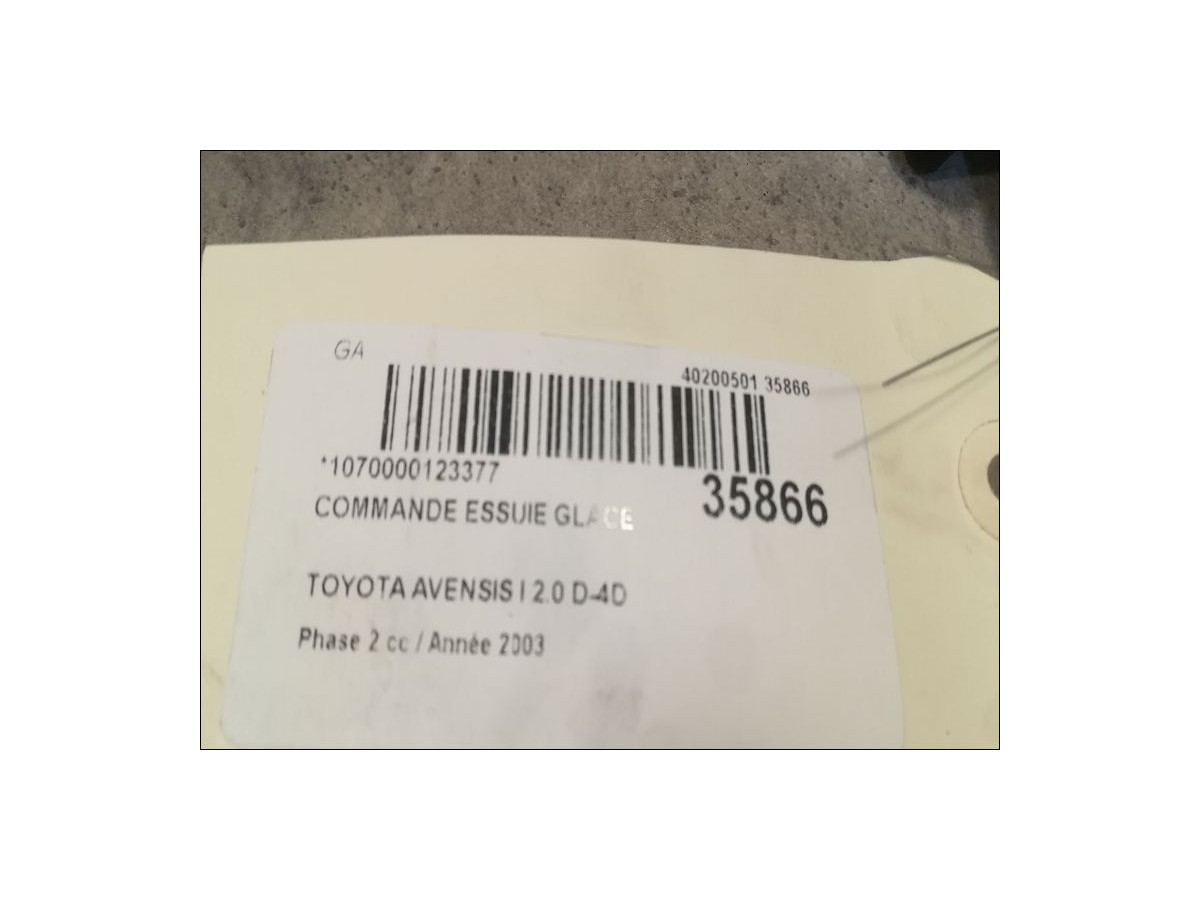 GA
40200501 35866
*1070000123377
35866
COMMANDE ESSUIE GLACE
TOYOTA AVENSIS I 2.0 D-4D
Phase 2 cc / Année 2003